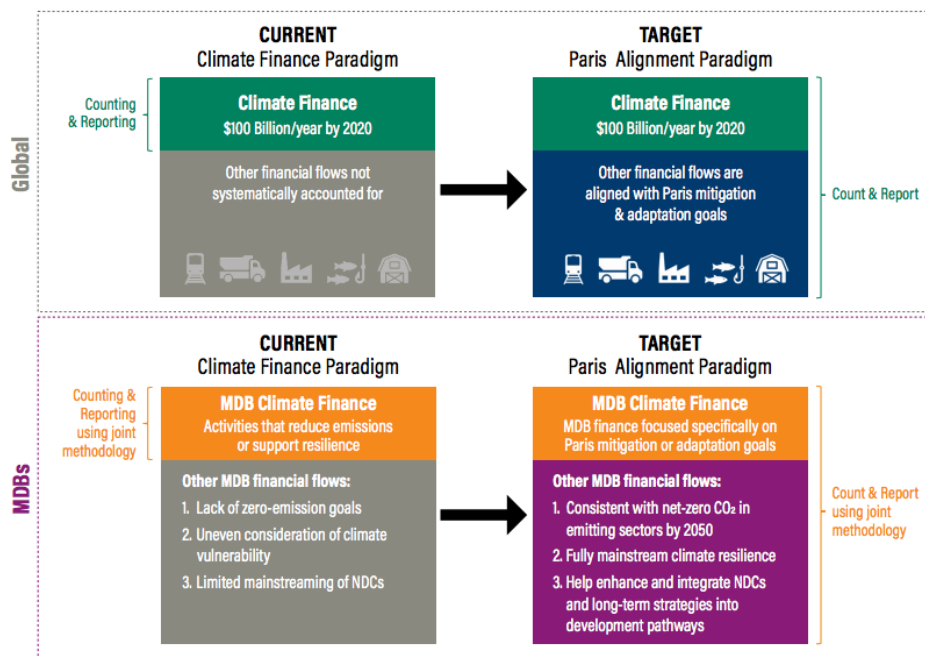 Global
CURRENT
Climate Finance Paradigm
TARGET
Paris Alignment Paradigm
Counting
& Reporting
Climate Finance
$100 Billion/year by 2020
Other financial flows not
systematically accounted for
Climate Finance
$100 Billion/year by 2020
Other financial flows are
aligned with Paris mitigation
& adaptation goals
Count & Report
MDBs
CURRENT
Climate Finance Paradigm
TARGET
Paris Alignment Paradigm
Counting &
Reporting
using joint
methodology
MDB Climate Finance
Activities that reduce emissions
or support resilience
Other MDB financial flows:
1. Lack of zero-emission goals
2. Uneven consideration of climate
vulnerability
3. Limited mainstreaming of NDCs
MDB Climate Finance
MDB finance focused specifically on
Paris mitigation or adaptation goals
Other MDB financial flows:
1. Consistent with net-zero CO₂ in
emitting sectors by 2050
2. Fully mainstream climate resilience
3. Help enhance and integrate NDCs
and long-term strategies into
development pathways
Count & Report
using joint
methodology